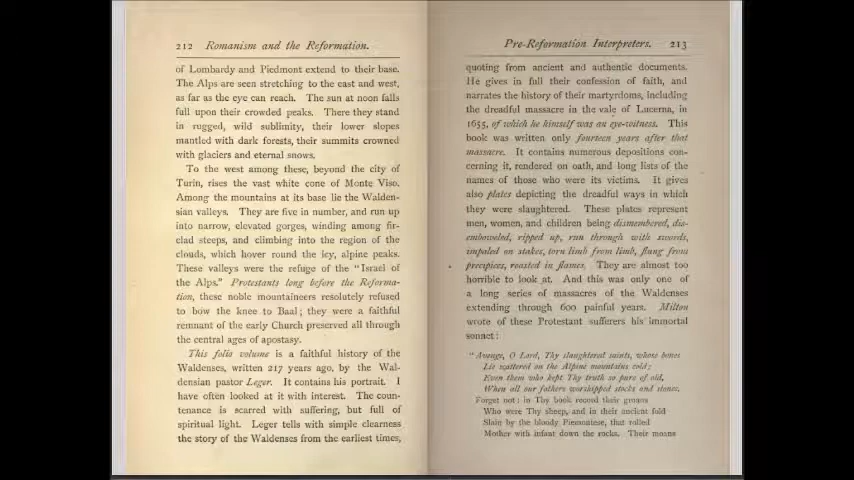 212 Romanism and the Reformation.
of Lombardy and Piedmont extend to their base.
The Alps are seen stretching to the east and west,
as far as the eye can reach. The sun at noon falls
full upon their crowded peaks. There they stand
in rugged, wild sublimity, their lower slopes
mantled with dark forests, their summits crowned
with glaciers and eternal snows.
To the west among these, beyond the city of
Turin, rises the vast white cone of Monte Viso.
Among the mountains at its base lie the Walden-
sian valleys. They are five in number, and run up
into narrow, elevated gorges, winding among fir-
clad steeps, and climbing into the region of the
clouds, which hover round the icy, alpine peaks.
These valleys were the refuge of the "Israel of
the Alps." Protestants long before the Reforma-
tion, these noble mountaineers resolutely refused
to bow the knee to Baal; they were a faithful
remnant of the early Church preserved all through
the central ages of apostasy.
This folio volume is a faithful history of the
Waldenses, written 217 years ago, by the Wal-
densian pastor Leger. It contains his portrait. I
have often looked at it with interest. The coun-
tenance is scarred with suffering, but full of
spiritual light. Leger tells with simple clearness
the story of the Waldenses from the earliest times,
Pre-Reformation Interpreters. 213
quoting from ancient and authentic documents.
He gives in full their confession of faith, and
narrates the history of their martyrdoms, including
the dreadful massacre in the vale of Lucerna, in
1655, of which he himself was an eye-witness. This
book was written only fourteen years after that
massacre. It contains numerous depositions con-
cerning it, rendered on oath, and long lists of the
names of those who were its victims. It gives
also plates depicting the dreadful ways in which
they were slaughtered. These plates represent
men, women, and children being dismembered, dis-
emboweled, ripped up, run through with swords,
impaled on stakes, torn limb from limb, flung from
precipices, roasted in flames. They are almost too
horrible to look at. And this was only one of
a long series of massacres of the Waldenses
extending through 600 painful years. Milton
wrote of these Protestant sufferers his immortal
sonnet:
"Avenge, O Lord, Thy slaughtered saints, whose bones
Lie scattered on the Alpine mountains cold;
Even them who kept Thy truth so pure of old,
When all our fathers worshipped stocks and stones,
Forget not: in Thy book record their groans
Who were Thy sheep, and in their ancient fold
Slain by the bloody Piemontese, that rolled
Mother with infant down the rocks. Their moans